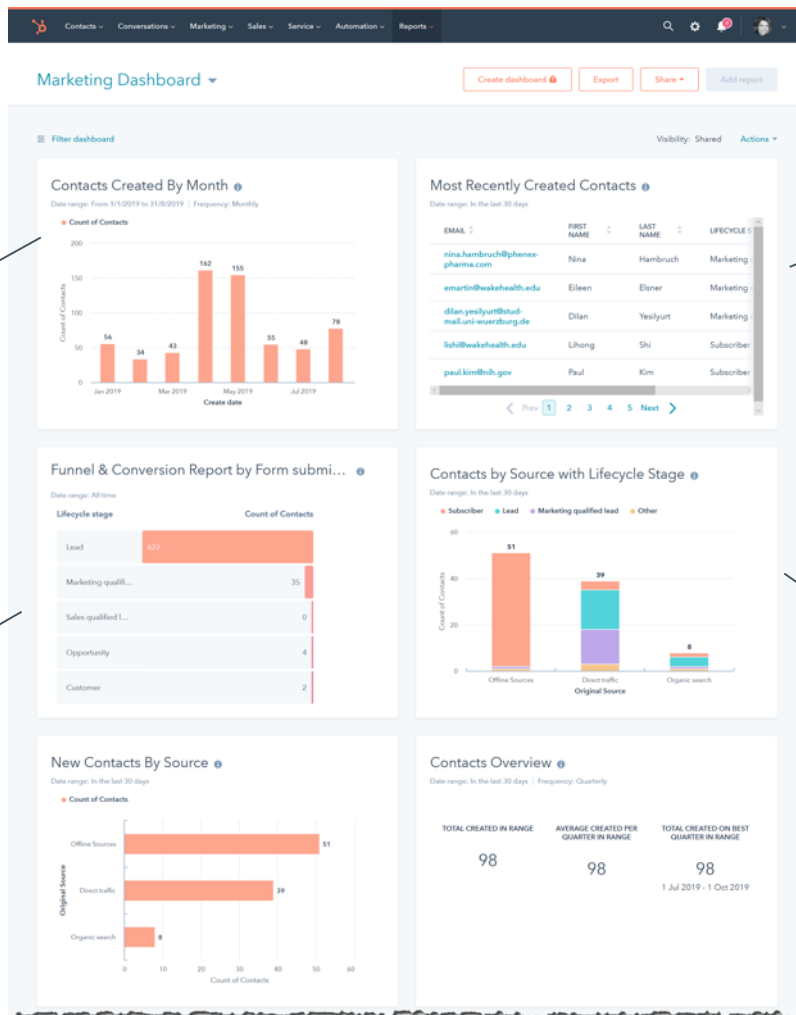 Contacts Conversations Marketing Sales Service Automation Reports
Marketing Dashboard
Create dashboard Export Share Add report
Filter dashboard
Visibility: Shared Actions
Contacts Created By Month
Date range: From 1/1/2019 to 31/8/2019 | Frequency: Monthly
Count of Contacts
200
150
100
50
0
Count of Contacts
56
34
43
162
155
55
48
78
Jan 2019 Mar 2019 May 2019 Jul 2019
Create date
Most Recently Created Contacts
Date range: In the last 30 days
EMAIL FIRST NAME LAST NAME LIFECYCLE S
nina.hambruch@phenex-
pharma.com Nina Hambruch Marketing
emartin@wakehealth.edu Eileen Elsner Marketing
dilan.yesilyurt@stud-
mail.uni-wuerzburg.de Dilan Yesilyurt Marketing
lishi@wakehealth.edu Lihong Shi Subscriber
paul.kim@nih.gov Paul Kim Subscriber
Prev 1 2 3 4 5 Next
Funnel & Conversion Report by Form submi...
Date range: All time
Lifecycle stage Count of Contacts
Lead 622
Marketing qualifi... 35
Sales qualified l... 0
Opportunity 4
Customer 2
Contacts by Source with Lifecycle Stage
Date range: In the last 30 days
Subscriber Lead Marketing qualified lead Other
60
40
20
0
Count of Contacts
51
39
8
Offline Sources Direct traffic Organic search
Original Source
New Contacts By Source
Date range: In the last 30 days
Count of Contacts
Original Source
Offline Sources 51
Direct traffic 39
Organic search 8
0 10 20 30 40 50 60
Count of Contacts
Contacts Overview
Date range: In the last 30 days | Frequency: Quarterly
TOTAL CREATED IN RANGE
98
AVERAGE CREATED PER
QUARTER IN RANGE
98
TOTAL CREATED ON BEST
QUARTER IN RANGE
98
1 Jul 2019 - 1 Oct 2019